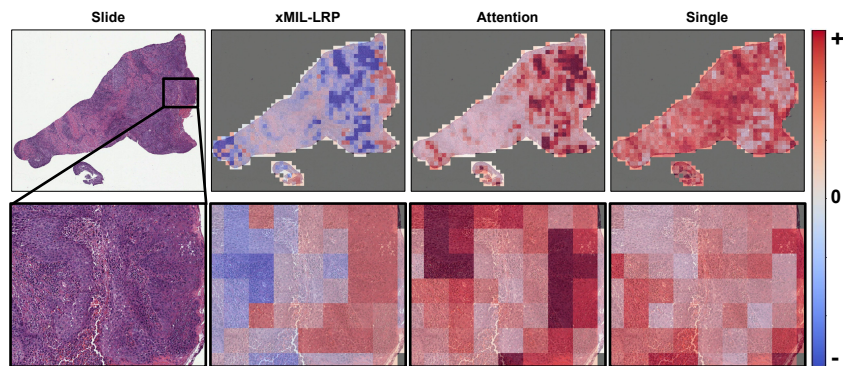 Slide
xMIL-LRP
Attention
Single
+
0
-